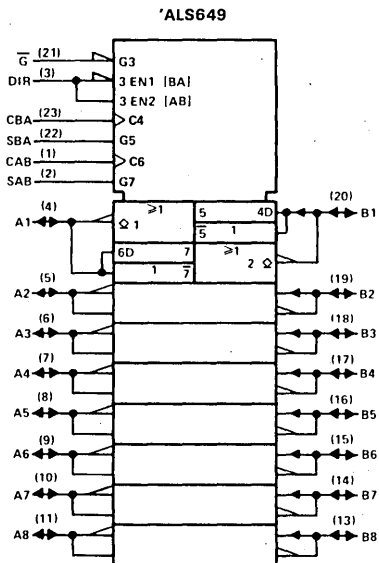 'ALS649
G̅ (21) G3
DIR (3) 3 EN1 [BA]
3 EN2 [AB]
CBA (23) C4
SBA (22) G5
CAB (1) C6
SAB (2) G7
A1 (4) ≥1 5 4D (20) B1
1 5̅ 1
6D 7 ≥1
1 7̅ 2
A2 (5) (19) B2
A3 (6) (18) B3
A4 (7) (17) B4
A5 (8) (16) B5
A6 (9) (15) B6
A7 (10) (14) B7
A8 (11) (13) B8